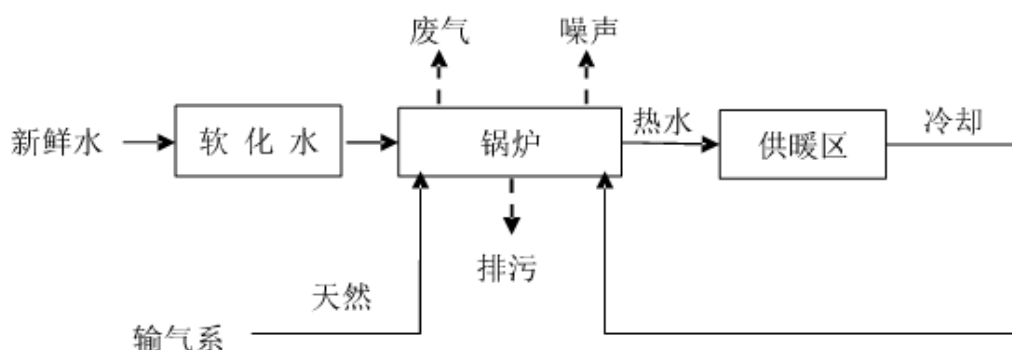 废气
噪声
新鲜水
软 化 水
锅炉
热水
供暖区
冷却
排污
天然
输气系